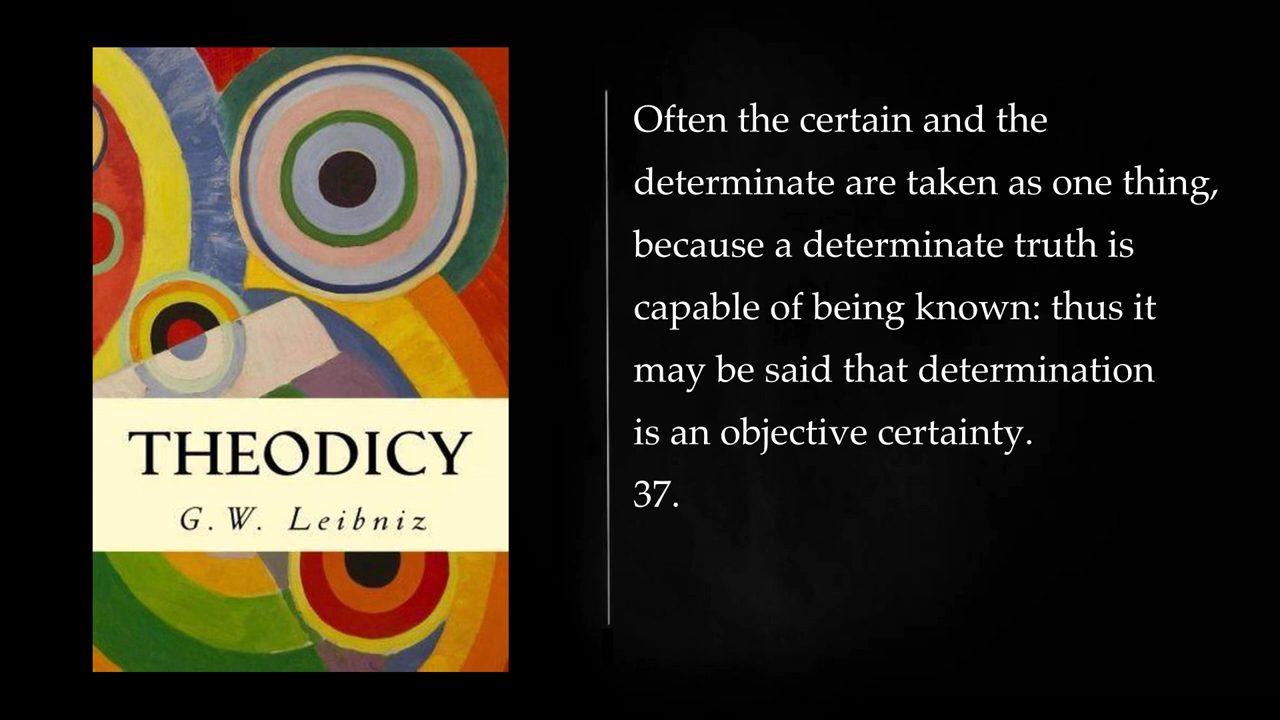 THEODICY
G. W. Leibniz
Often the certain and the
determinate are taken as one thing,
because a determinate truth is
capable of being known: thus it
may be said that determination
is an objective certainty.
37.